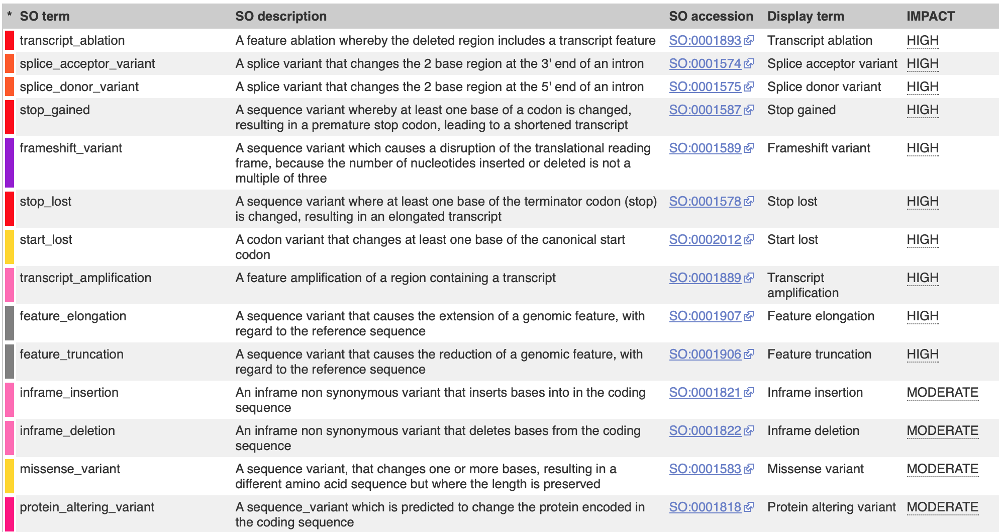 * SO term SO description SO accession Display term IMPACT
transcript_ablation A feature ablation whereby the deleted region includes a transcript feature SO:0001893 Transcript ablation HIGH
splice_acceptor_variant A splice variant that changes the 2 base region at the 3' end of an intron SO:0001574 Splice acceptor variant HIGH
splice_donor_variant A splice variant that changes the 2 base region at the 5' end of an intron SO:0001575 Splice donor variant HIGH
stop_gained A sequence variant whereby at least one base of a codon is changed, SO:0001587 Stop gained HIGH
resulting in a premature stop codon, leading to a shortened transcript
frameshift_variant A sequence variant which causes a disruption of the translational reading SO:0001589 Frameshift variant HIGH
frame, because the number of nucleotides inserted or deleted is not a
multiple of three
stop_lost A sequence variant where at least one base of the terminator codon (stop) SO:0001578 Stop lost HIGH
is changed, resulting in an elongated transcript
start_lost A codon variant that changes at least one base of the canonical start SO:0002012 Start lost HIGH
codon
transcript_amplification A feature amplification of a region containing a transcript SO:0001889 Transcript HIGH
amplification
feature_elongation A sequence variant that causes the extension of a genomic feature, with SO:0001907 Feature elongation HIGH
regard to the reference sequence
feature_truncation A sequence variant that causes the reduction of a genomic feature, with SO:0001906 Feature truncation HIGH
regard to the reference sequence
inframe_insertion An inframe non synonymous variant that inserts bases into in the coding SO:0001821 Inframe insertion MODERATE
sequence
inframe_deletion An inframe non synonymous variant that deletes bases from the coding SO:0001822 Inframe deletion MODERATE
sequence
missense_variant A sequence variant, that changes one or more bases, resulting in a SO:0001583 Missense variant MODERATE
different amino acid sequence but where the length is preserved
protein_altering_variant A sequence_variant which is predicted to change the protein encoded in SO:0001818 Protein altering variant MODERATE
the coding sequence